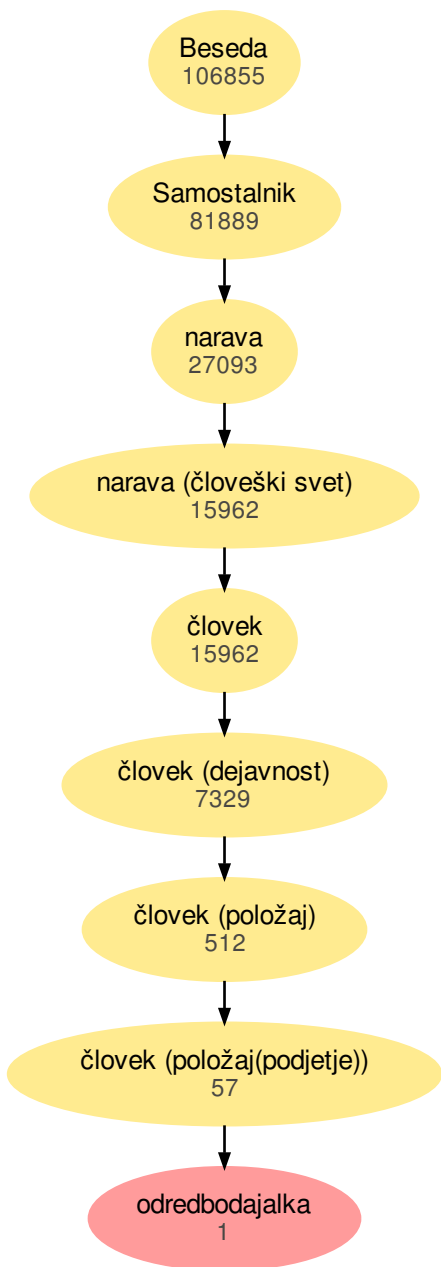 Beseda
106855
Samostalnik
81889
narava
27093
narava (človeški svet)
15962
človek
15962
človek (dejavnost)
7329
človek (položaj)
512
človek (položaj(podjetje))
57
odredbodajalka
1